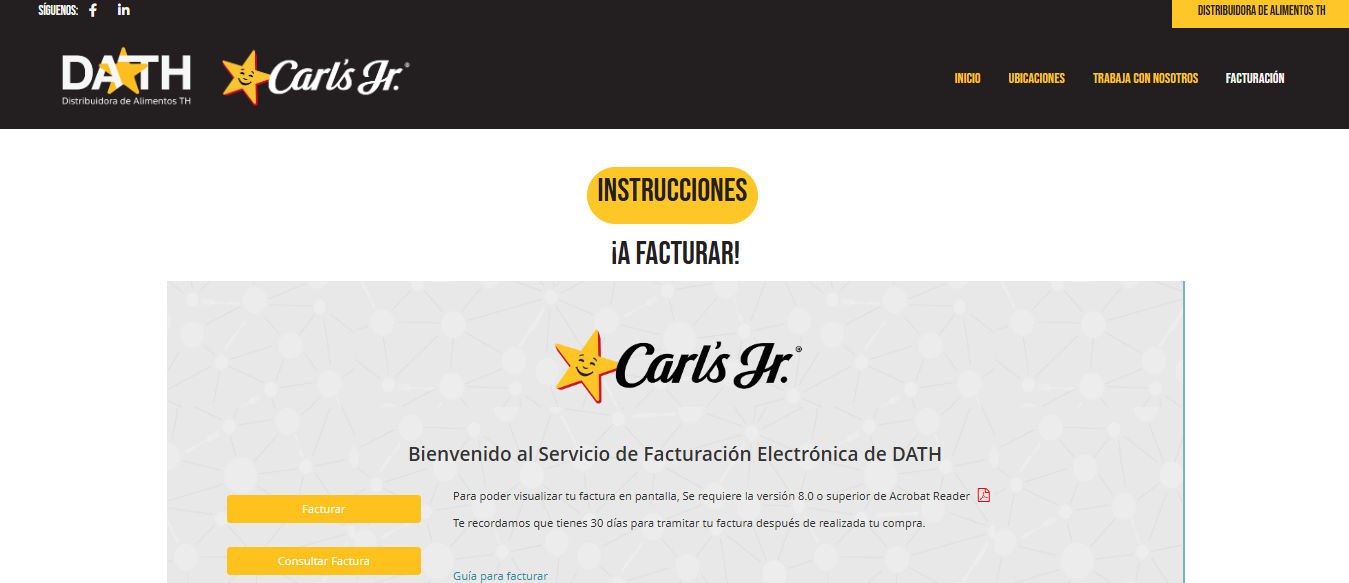 SÍGUENOS:
DISTRIBUIDORA DE ALIMENTOS TH
DATH
Distribuidora de Alimentos TH
Carl's Jr.®
INICIO
UBICACIONES
TRABAJA CON NOSOTROS
FACTURACIÓN
INSTRUCCIONES
¡A FACTURAR!
Carl's Jr.®
Bienvenido al Servicio de Facturación Electrónica de DATH
Facturar
Para poder visualizar tu factura en pantalla, Se requiere la versión 8.0 o superior de Acrobat Reader
Te recordamos que tienes 30 días para tramitar tu factura después de realizada tu compra.
Consultar Factura
Guía para facturar